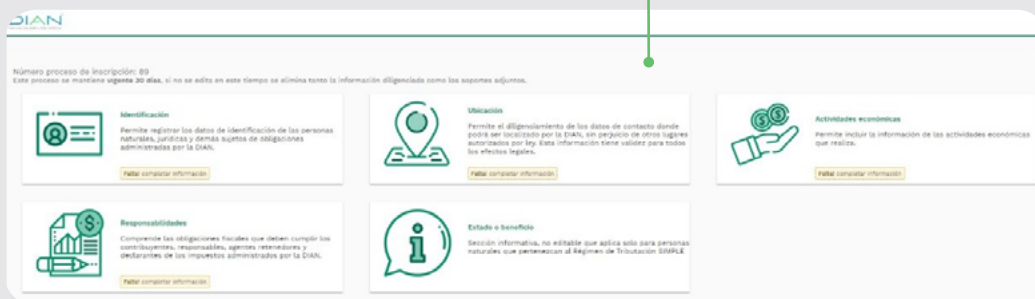 DIAN
Número proceso de inscripción: 89
Este proceso se mantiene vigente 30 días, si no se edita en este tiempo se elimina tanto la información diligenciada como los soportes adjuntos.
Identificación
Permite registrar los datos de identificación de las personas
naturales, jurídicas y demás sujetos de obligaciones
administradas por la DIAN.
Falta! completar información
Ubicación
Permite el diligenciamiento de los datos de contacto donde
podrá ser localizado por la DIAN, sin perjuicio de otros lugares
autorizados por ley. Esta información tiene validez para todos
los efectos legales.
Falta! completar información
Actividades económicas
Permite incluir la información de las actividades económicas
que realiza.
Falta! completar información
Responsabilidades
Comprende las obligaciones fiscales que deben cumplir los
contribuyentes, responsables, agentes retenedores y
declarantes de los impuestos administrados por la DIAN.
Falta! completar información
Estado o beneficio
Sección informativa, no editable que aplica solo para personas
naturales que pertenezcan al Régimen de Tributación SIMPLE